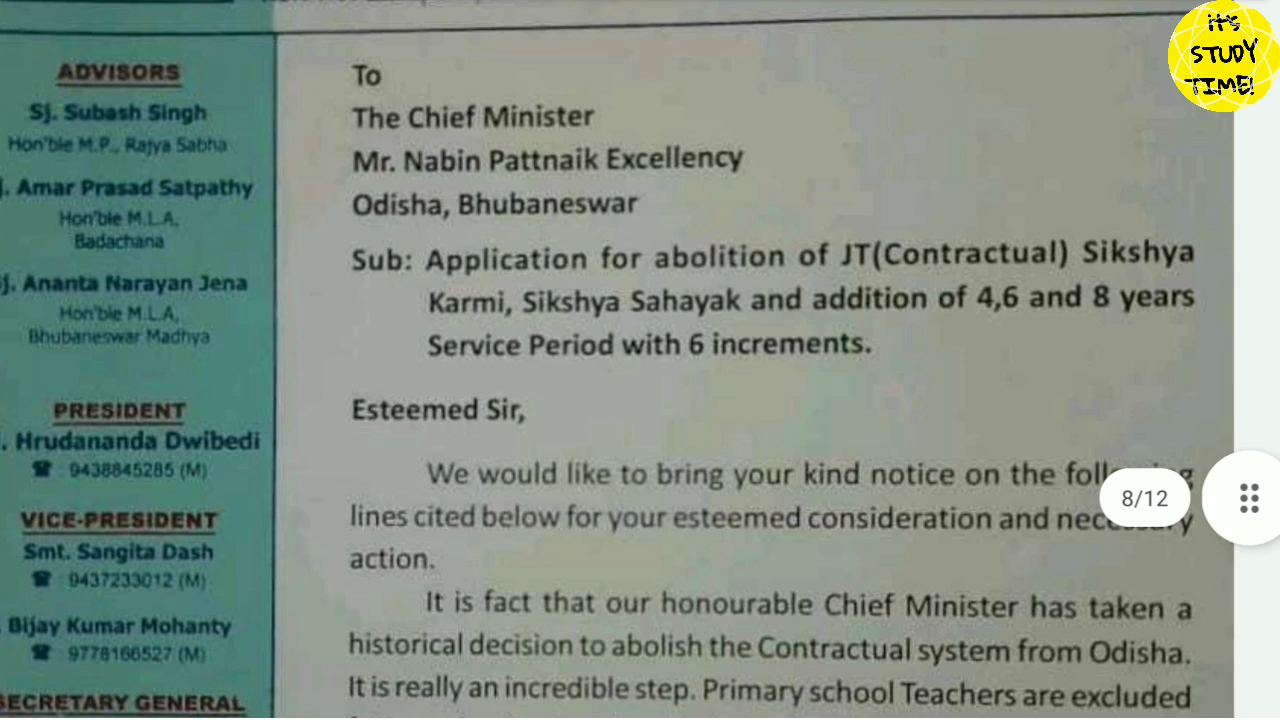 ADVISORS
Sj. Subash Singh
Hon'ble M.P., Rajya Sabha
j. Amar Prasad Satpathy
Hon'ble M.L.A,
Badachana
j. Ananta Narayan Jena
Hon'ble M.L.A,
Bhubaneswar Madhya
PRESIDENT
. Hrudananda Dwibedi
☎ : 9438845285 (M)
VICE-PRESIDENT
Smt. Sangita Dash
☎ : 9437233012 (M)
Bijay Kumar Mohanty
☎ : 9778166527 (M)
SECRETARY GENERAL
To
The Chief Minister
Mr. Nabin Pattnaik Excellency
Odisha, Bhubaneswar
Sub: Application for abolition of JT(Contractual) Sikshya
Karmi, Sikshya Sahayak and addition of 4,6 and 8 years
Service Period with 6 increments.
Esteemed Sir,
We would like to bring your kind notice on the
lines cited below for your esteemed consideration and
action.
It is fact that our honourable Chief Minister has taken a
historical decision to abolish the Contractual system from Odisha.
It is really an incredible step. Primary school Teachers are excluded
iT'S
STUDY
TIME!
8/12